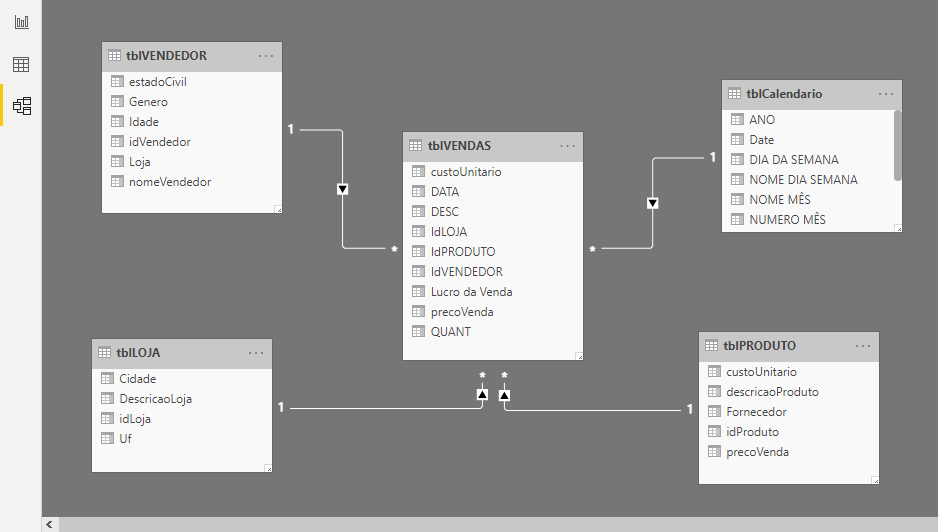 tblVENDEDOR
estadoCivil
Genero
Idade
idVendedor
Loja
nomeVendedor
1
*
tblVENDAS
custoUnitario
DATA
DESC
IdLOJA
IdPRODUTO
IdVENDEDOR
Lucro da Venda
precoVenda
QUANT
tblCalendario
ANO
Date
DIA DA SEMANA
NOME DIA SEMANA
NOME MÊS
NUMERO MÊS
1
*
tblLOJA
Cidade
DescricaoLoja
idLoja
Uf
1
* *
tblPRODUTO
custoUnitario
descricaoProduto
Fornecedor
idProduto
precoVenda
1